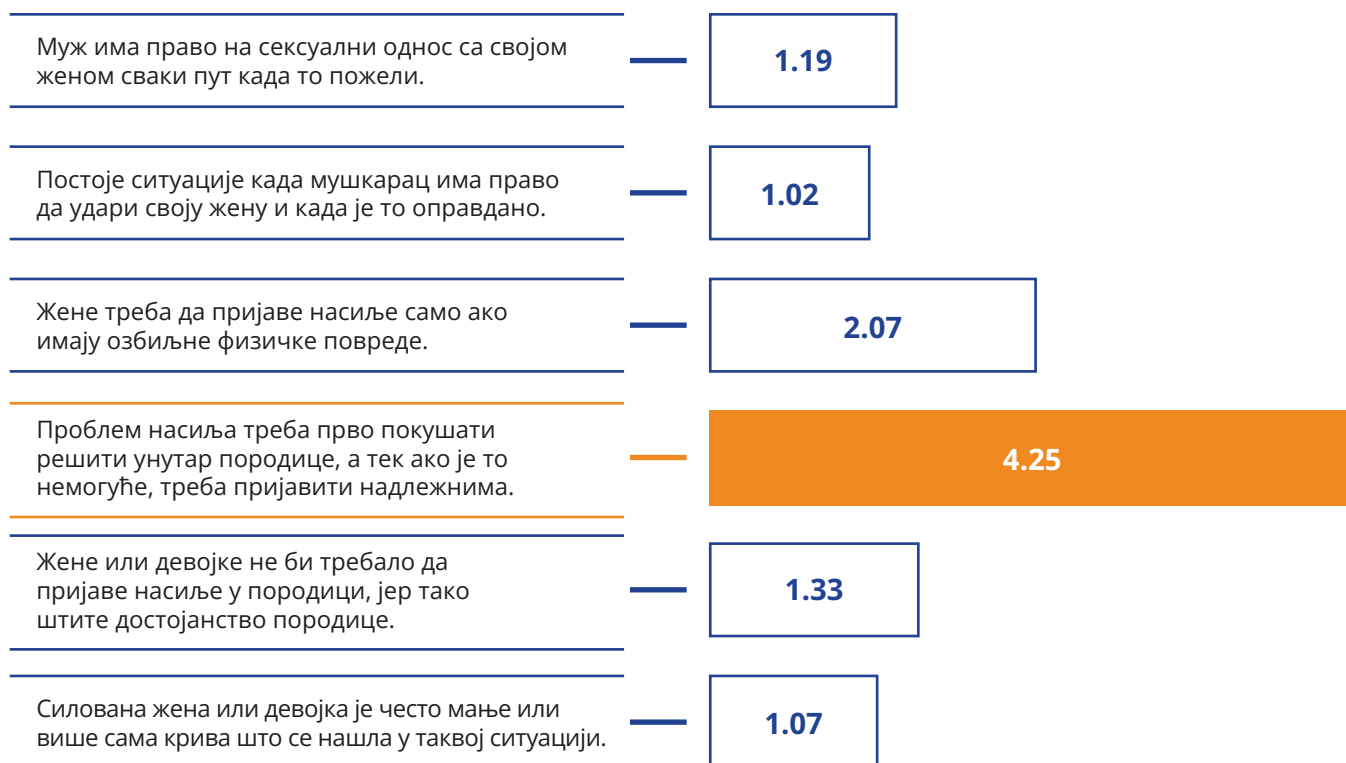 Муж има право на сексуални однос са својом
женом сваки пут када то пожели.
1.19
Постоје ситуације када мушкарац има право
да удари своју жену и када је то оправдано.
1.02
Жене треба да пријаве насиље само ако
имају озбиљне физичке повреде.
2.07
Проблем насиља треба прво покушати
решити унутар породице, а тек ако је то
немогуће, треба пријавити надлежнима.
4.25
Жене или девојке не би требало да
пријаве насиље у породици, јер тако
штите достојанство породице.
1.33
Силована жена или девојка је често мање или
више сама крива што се нашла у таквој ситуацији.
1.07